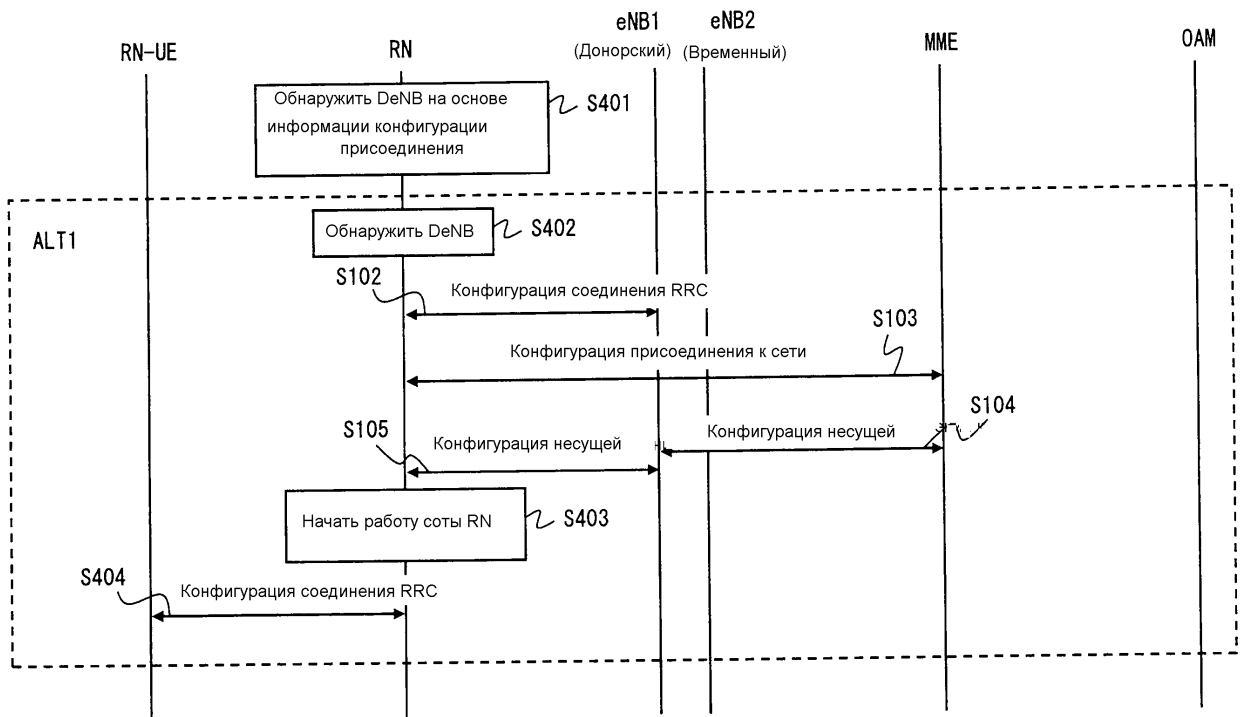 RN-UE
RN
eNB1
(Донорский)
eNB2
(Временный)
MME
OAM
Обнаружить DeNB на основе
информации конфигурации
присоединения
S401
ALT1
Обнаружить DeNB
S402
S102
Конфигурация соединения RRC
S103
Конфигурация присоединения к сети
S104
S105
Конфигурация несущей
Конфигурация несущей
Начать работу соты RN
S403
S404
Конфигурация соединения RRC